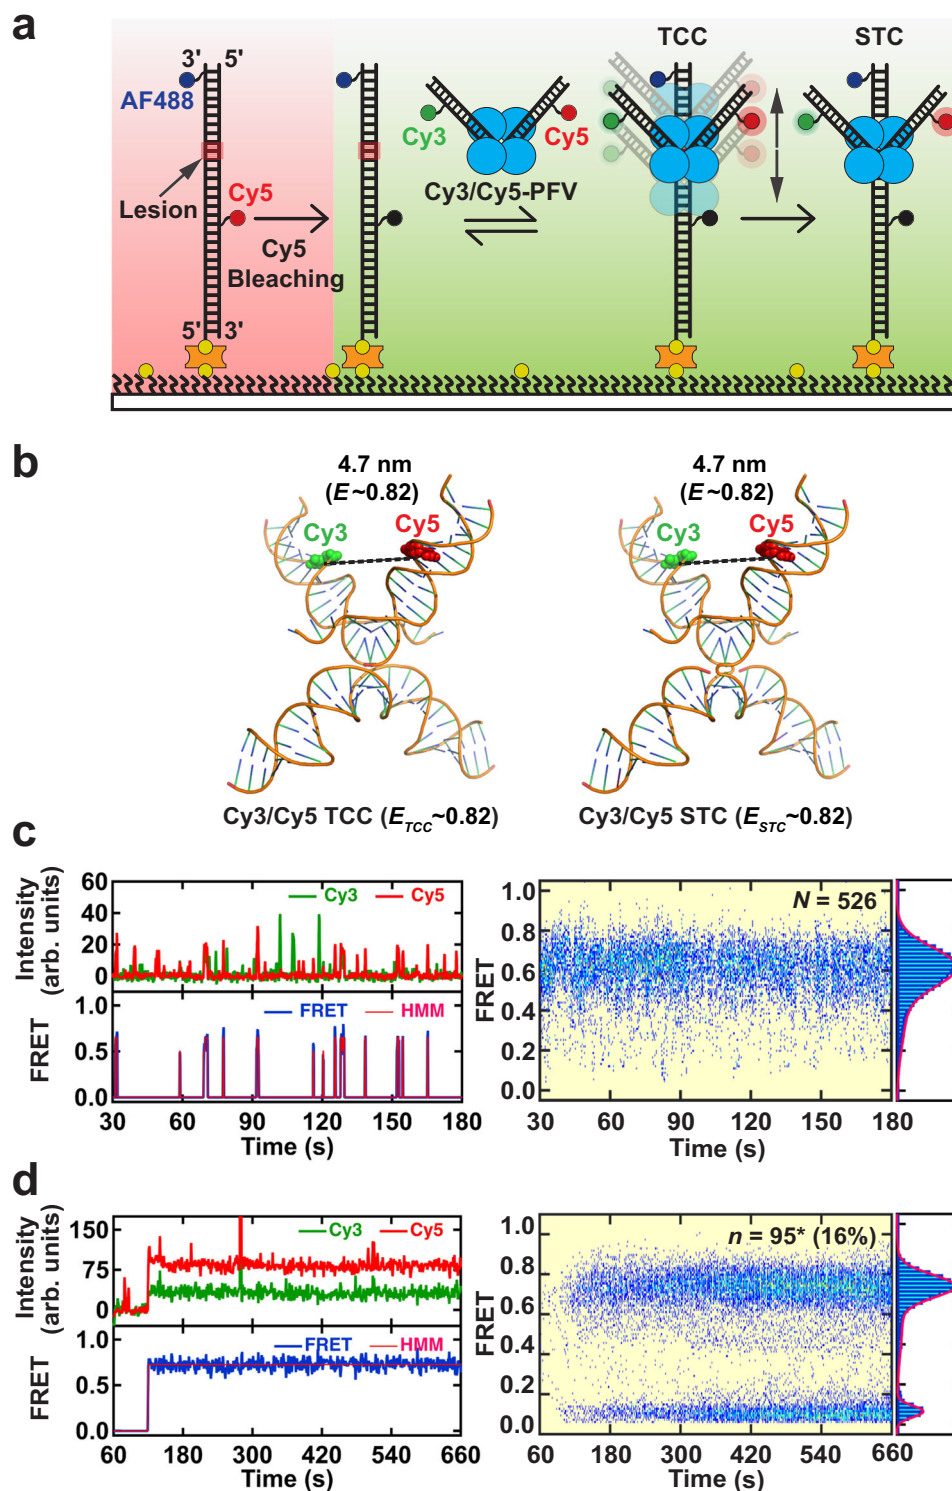 a
3' 5'
AF488
Lesion
Cy5
Cy5
Bleaching
5' 3'
Cy3
Cy5
Cy3/Cy5-PFV
TCC
STC
b
4.7 nm
(E~0.82)
Cy3
Cy5
Cy3/Cy5 TCC (ETCC~0.82)
4.7 nm
(E~0.82)
Cy3
Cy5
Cy3/Cy5 STC (ESTC~0.82)
c
Intensity
(arb. units)
60
40
20
0
Cy3 Cy5
FRET
1.0
0.5
0.0
FRET HMM
30 60 90 120 150 180
Time (s)
FRET
1.0
0.8
0.6
0.4
0.2
0.0
N = 526
30 60 90 120 150 180
Time (s)
d
Intensity
(arb. units)
150
75
0
Cy3 Cy5
FRET
1.0
0.5
0.0
FRET HMM
60 180 300 420 540 660
Time (s)
FRET
1.0
0.8
0.6
0.4
0.2
0.0
n = 95* (16%)
60 180 300 420 540 660
Time (s)